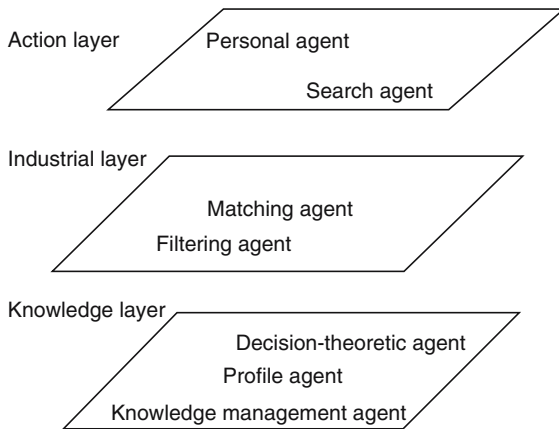 Action layer
Personal agent
Search agent
Industrial layer
Matching agent
Filtering agent
Knowledge layer
Decision-theoretic agent
Profile agent
Knowledge management agent